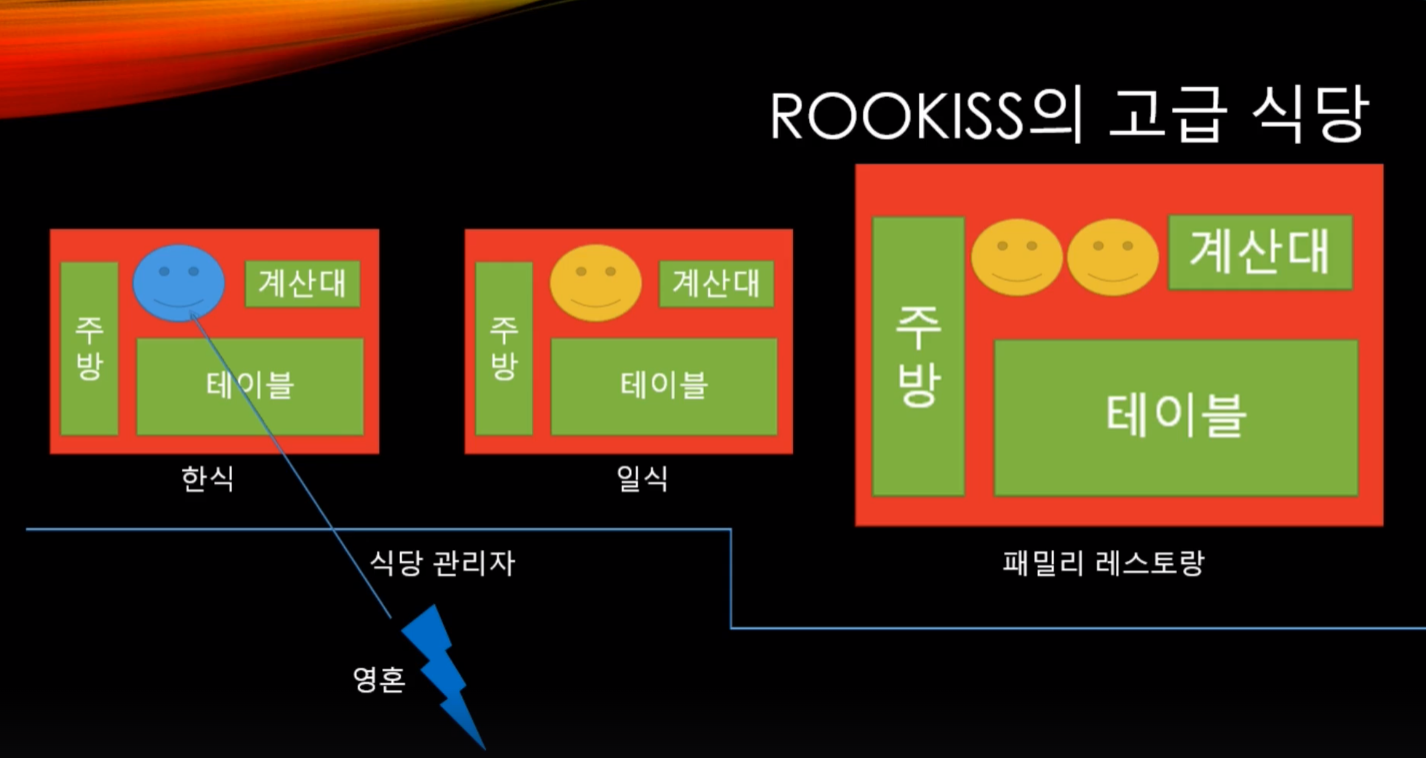 ROOKISS의 고급 식당
주방
계산대
테이블
한식
주방
계산대
테이블
일식
주방
계산대
테이블
패밀리 레스토랑
식당 관리자
영혼